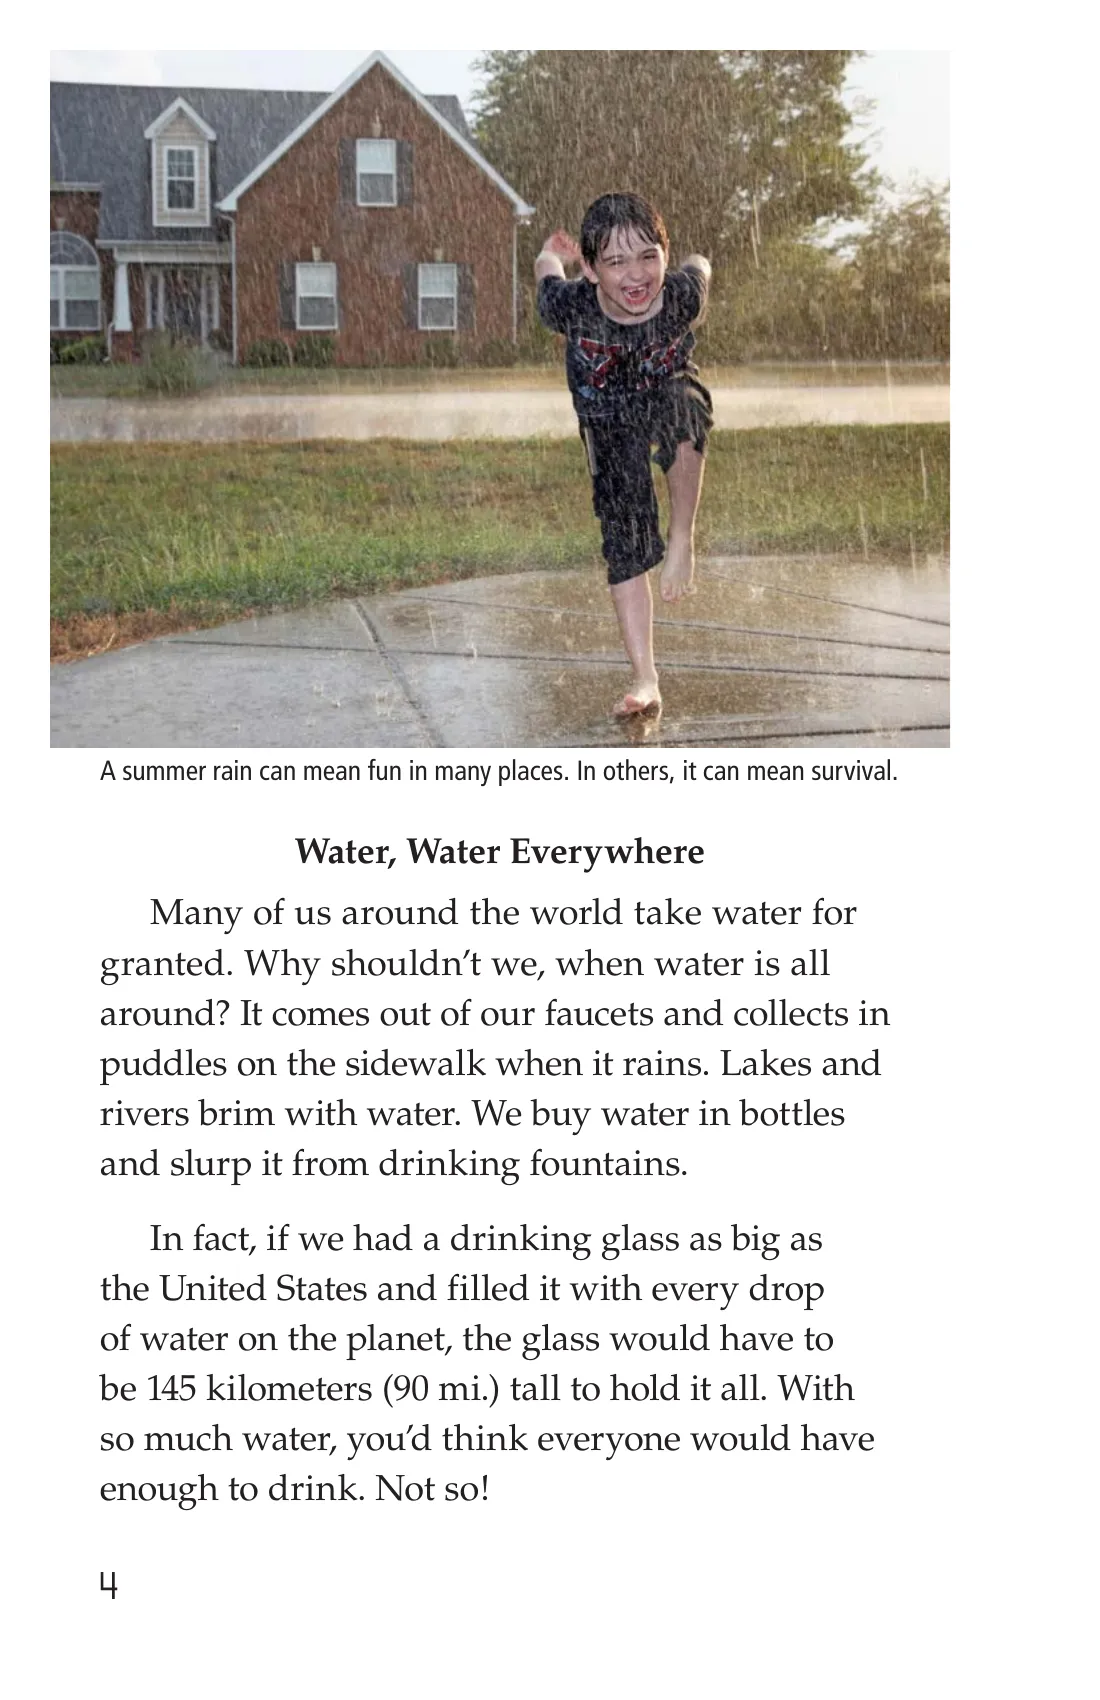 A summer rain can mean fun in many places. In others, it can mean survival.
Water, Water Everywhere
Many of us around the world take water for
granted. Why shouldn’t we, when water is all
around? It comes out of our faucets and collects in
puddles on the sidewalk when it rains. Lakes and
rivers brim with water. We buy water in bottles
and slurp it from drinking fountains.
In fact, if we had a drinking glass as big as
the United States and filled it with every drop
of water on the planet, the glass would have to
be 145 kilometers (90 mi.) tall to hold it all. With
so much water, you’d think everyone would have
enough to drink. Not so!
4